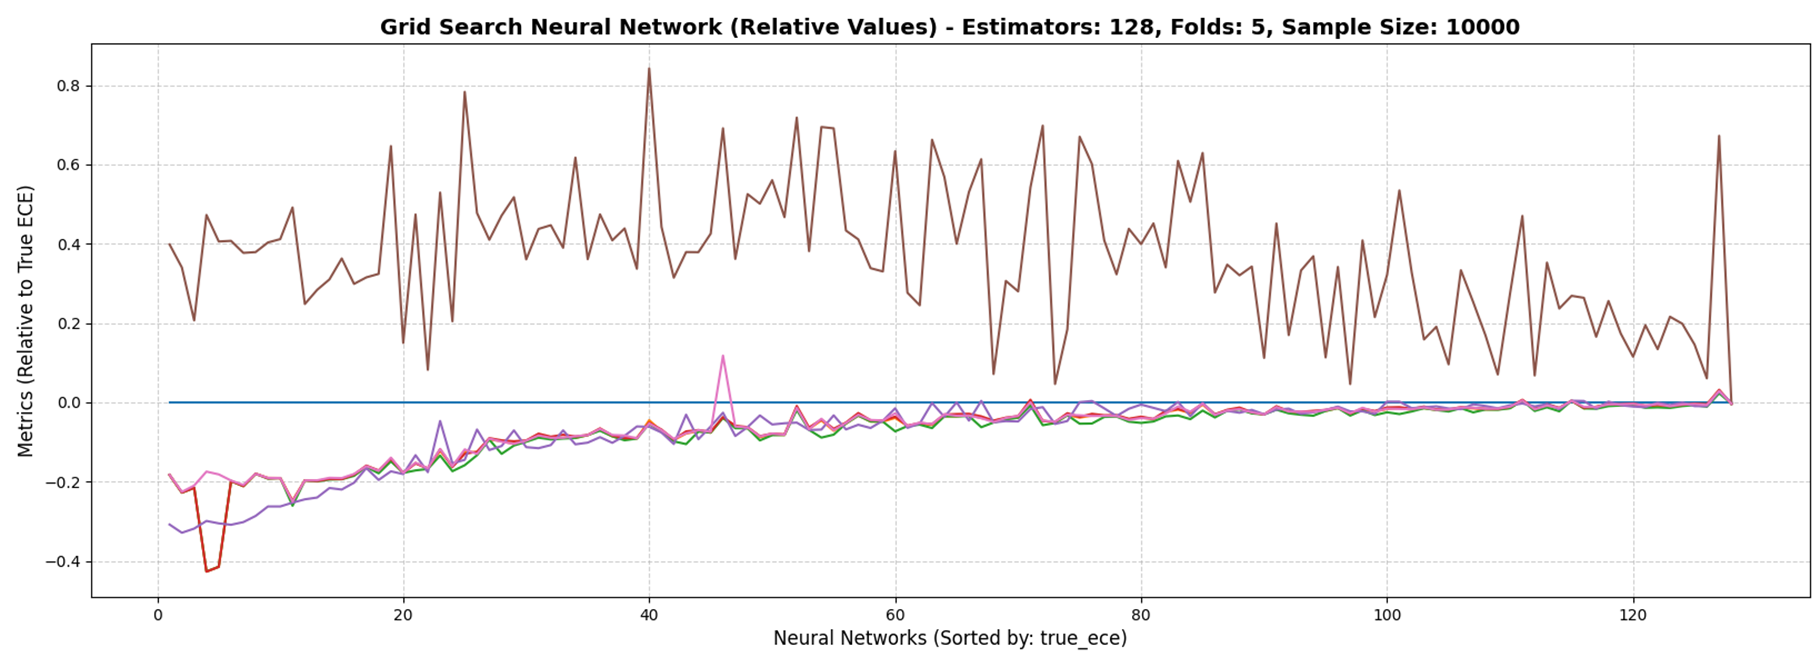 Grid Search Neural Network (Relative Values) - Estimators: 128, Folds: 5, Sample Size: 10000
Metrics (Relative to True ECE)
0.8
0.6
0.4
0.2
0.0
−0.2
−0.4
0 20 40 60 80 100 120
Neural Networks (Sorted by: true_ece)